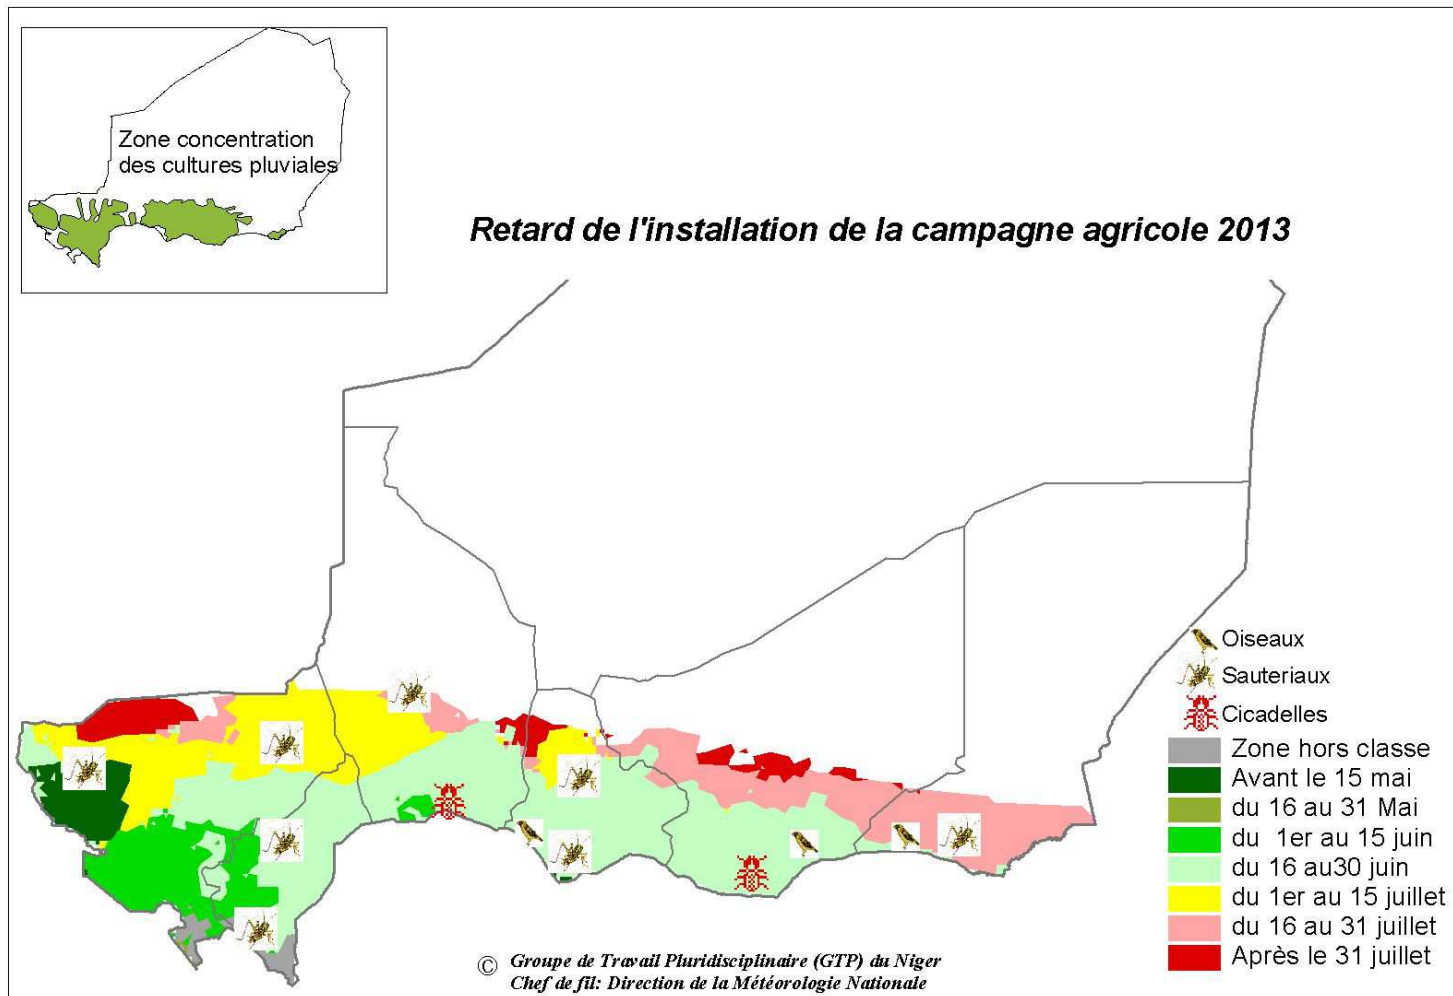 Zone concentration
des cultures pluviales
Retard de l'installation de la campagne agricole 2013
Oiseaux
Sauteriaux
Cicadelles
Zone hors classe
Avant le 15 mai
du 16 au 31 Mai
du 1er au 15 juin
du 16 au30 juin
du 1er au 15 juillet
du 16 au 31 juillet
Après le 31 juillet
© Groupe de Travail Pluridisciplinaire (GTP) du Niger
Chef de fil: Direction de la Météorologie Nationale